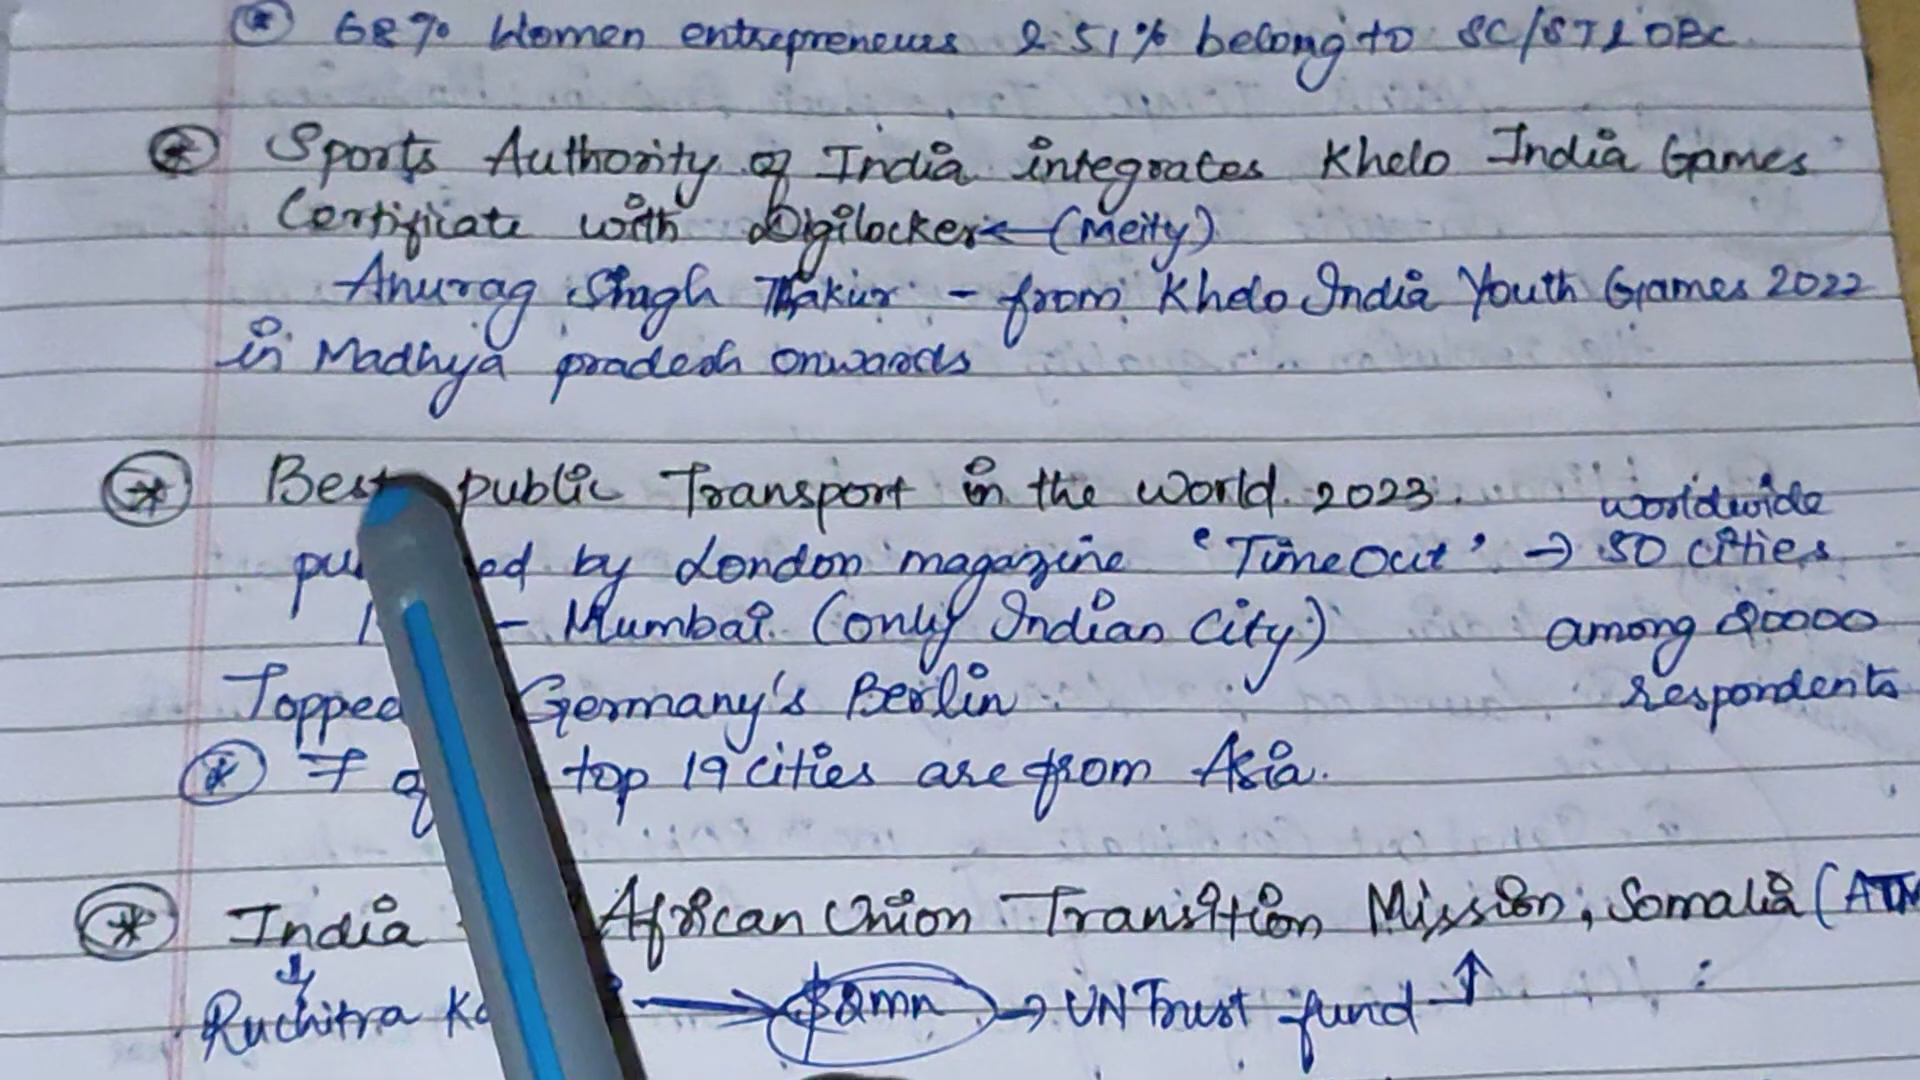 68% Women entrepreneurs & 51% belong to SC/ST & OBC
Sports Authority of India integrates Khelo India Games
Certificate with Digilocker ← (Meity)
Anurag Singh Thakur - from Khelo India Youth Games 2022
in Madhya pradesh onwards
Best public Transport in the world 2023.
by London magazine 'TimeOut' → 50 cities worldwide
- Mumbai (only Indian City)
among 20000
respondents
Topped Germany's Berlin
7 top 19 cities are from Asia.
India African Union Transition Mission, Somalia
Ruchitra → $2mn → UN Trust fund ↑